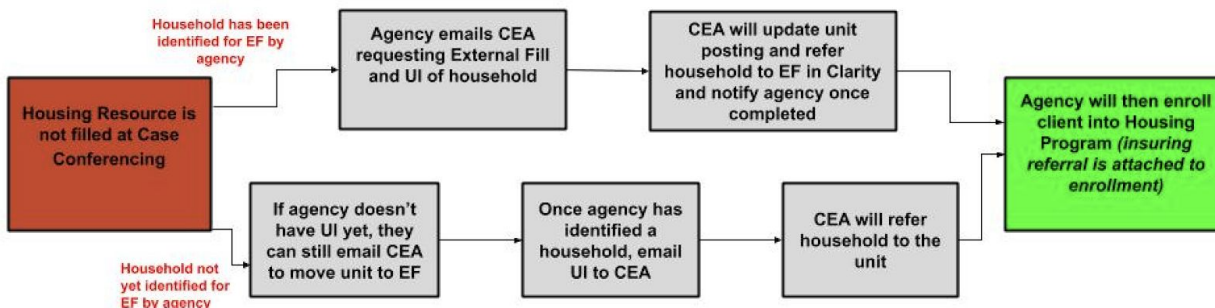 Household has been
identified for EF by
agency
Agency emails CEA
requesting External Fill
and UI of household
CEA will update unit
posting and refer
household to EF in Clarity
and notify agency once
completed
Housing Resource is
not filled at Case
Conferencing
Agency will then enroll
client into Housing
Program (insuring
referral is attached to
enrollment)
If agency doesn’t
have UI yet, they
can still email CEA
to move unit to EF
Once agency has
identified a
household, email
UI to CEA
CEA will refer
household to the
unit
Household not
yet identified for
EF by agency